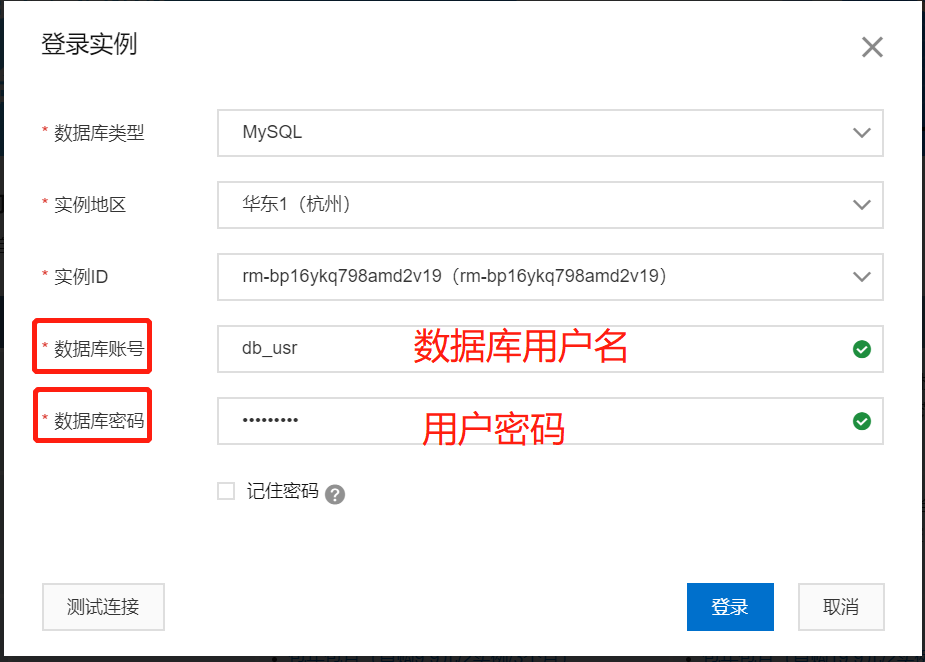 登录实例
* 数据库类型 MySQL
* 实例地区 华东1（杭州）
* 实例ID rm-bp16ykq798amd2v19（rm-bp16ykq798amd2v19）
* 数据库账号 db_usr 数据库用户名
* 数据库密码 ••••••••• 用户密码
记住密码 ?
测试连接 登录 取消